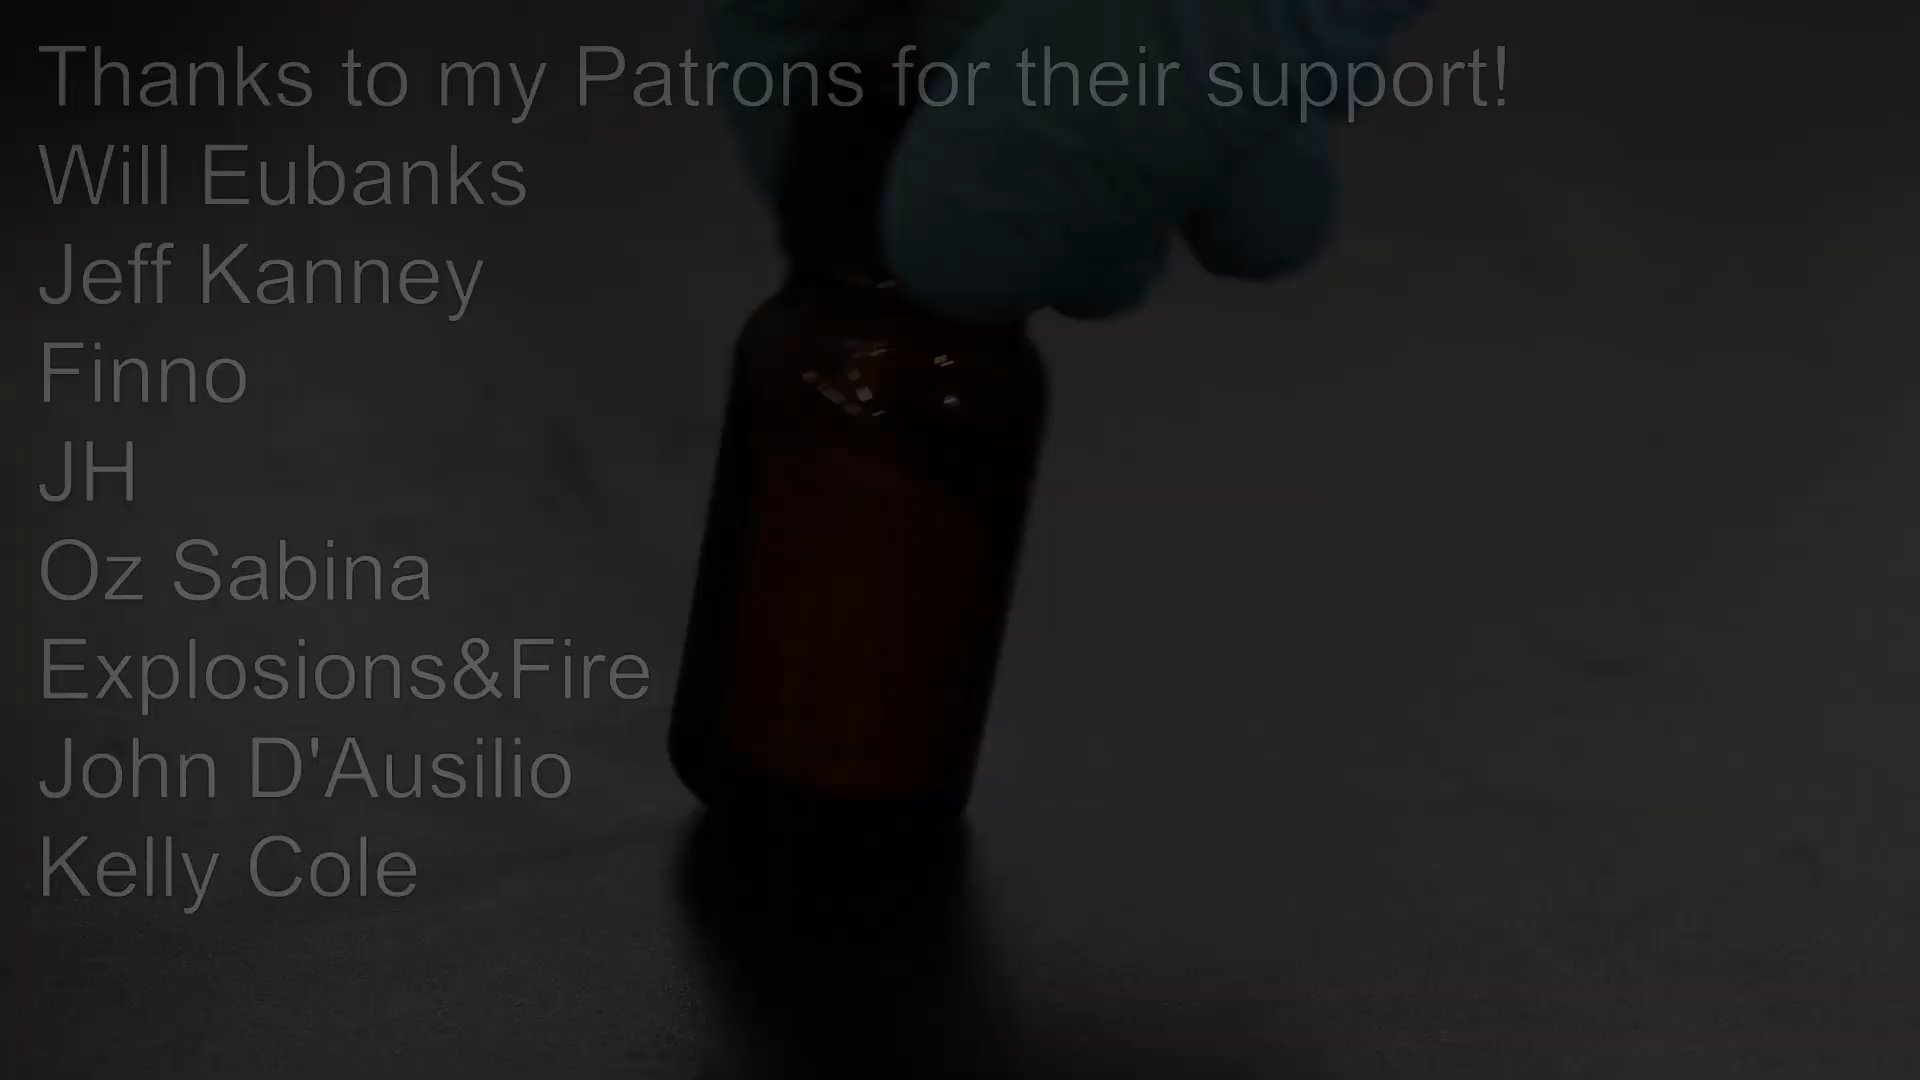 Thanks to my Patrons for their support!
Will Eubanks
Jeff Kanney
Finno
JH
Oz Sabina
Explosions&Fire
John D'Ausilio
Kelly Cole